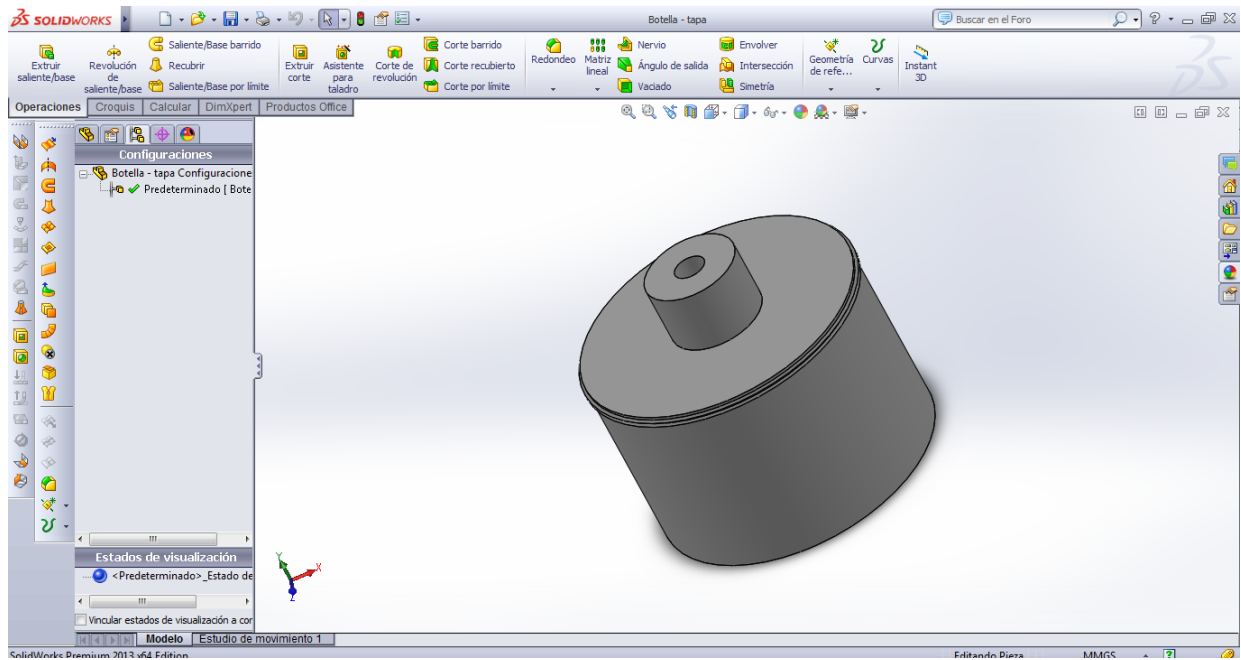 SOLIDWORKS
Botella - tapa
Buscar en el Foro
Extruir saliente/base
Revolución de saliente/base
Saliente/Base barrido
Recubrir
Saliente/Base por límite
Extruir corte
Asistente para taladro
Corte de revolución
Corte barrido
Corte recubierto
Corte por límite
Redondeo
Matriz lineal
Nervio
Ángulo de salida
Vaciado
Envolver
Intersección
Simetría
Geometría de refe...
Curvas
Instant 3D
Operaciones
Croquis
Calcular
DimXpert
Productos Office
Configuraciones
Botella - tapa Configuracione
Predeterminado [ Bote
Estados de visualización
<Predeterminado>_Estado de
Vincular estados de visualización a cor
Y
X
Z
Modelo
Estudio de movimiento 1
SolidWorks Premium 2013 x64 Edition
Editando Pieza
MMGS